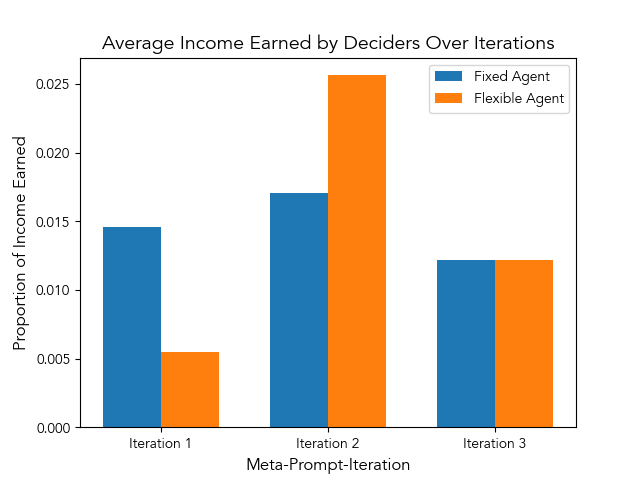 Average Income Earned by Deciders Over Iterations
Fixed Agent
Flexible Agent
Proportion of Income Earned
0.025
0.020
0.015
0.010
0.005
0.000
Iteration 1
Iteration 2
Iteration 3
Meta-Prompt-Iteration